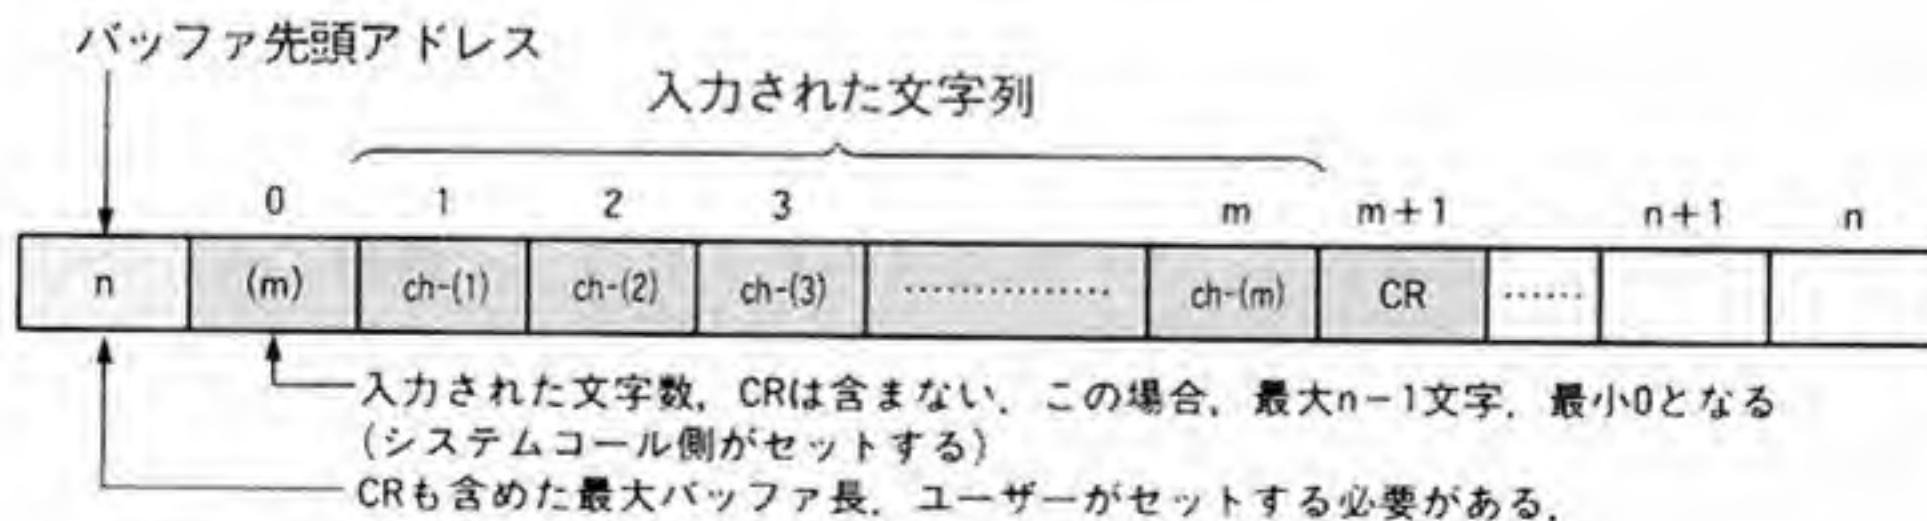 バッファ先頭アドレス
入力された文字列
0 1 2 3 m m+1 n+1 n
n (m) ch-(1) ch-(2) ch-(3) ............... ch-(m) CR ......
入力された文字数,CRは含まない.この場合,最大n-1文字,最小0となる
(システムコール側がセットする)
CRも含めた最大バッファ長.ユーザーがセットする必要がある.